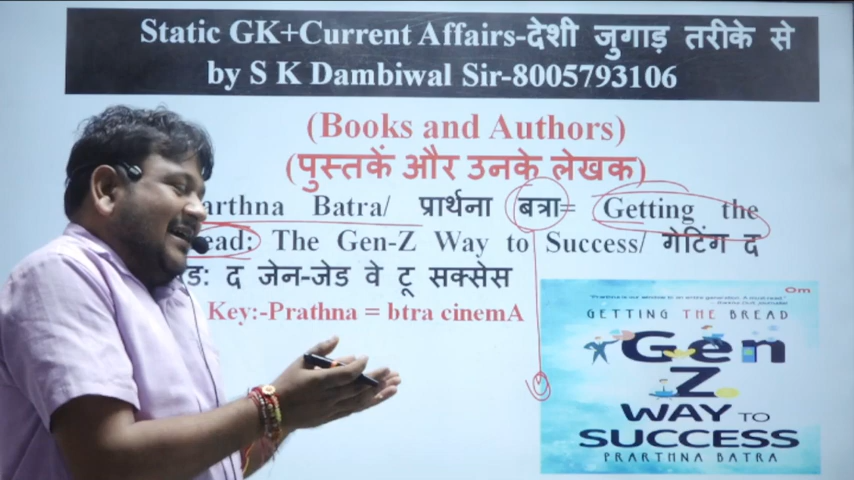 Static GK+Current Affairs-देशी जुगाड़ तरीके से
by S K Dambiwal Sir-8005793106
(Books and Authors)
(पुस्तकें और उनके लेखक)
arthna Batra/ प्रार्थना बत्रा= Getting the
ead: The Gen-Z Way to Success/ गेटिंग द
ड: द जेन-जेड वे टू सक्सेस
Key:-Prathna = btra cinemA
Om
GETTING THE BREAD
Gen
Z
WAY TO
SUCCESS
PRARTHNA BATRA